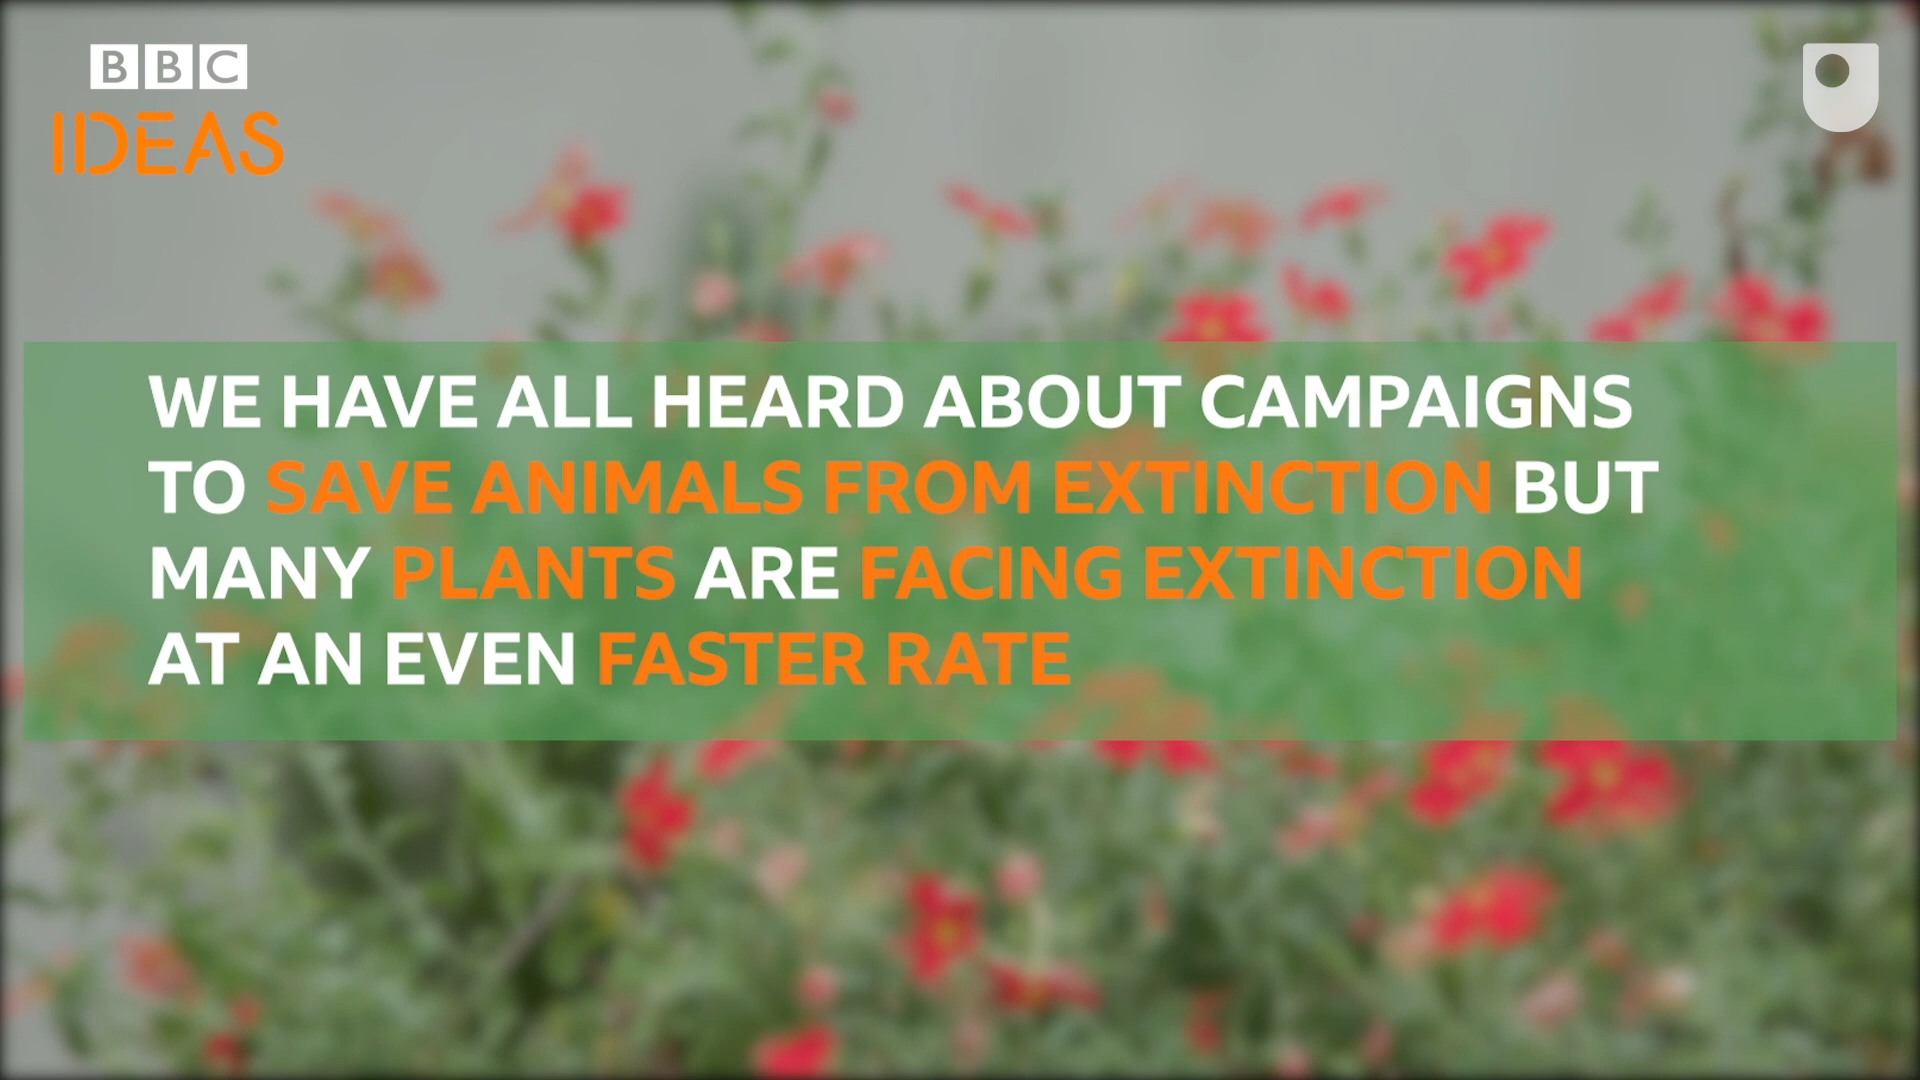 BBC
IDEAS
WE HAVE ALL HEARD ABOUT CAMPAIGNS
TO SAVE ANIMALS FROM EXTINCTION BUT
MANY PLANTS ARE FACING EXTINCTION
AT AN EVEN FASTER RATE